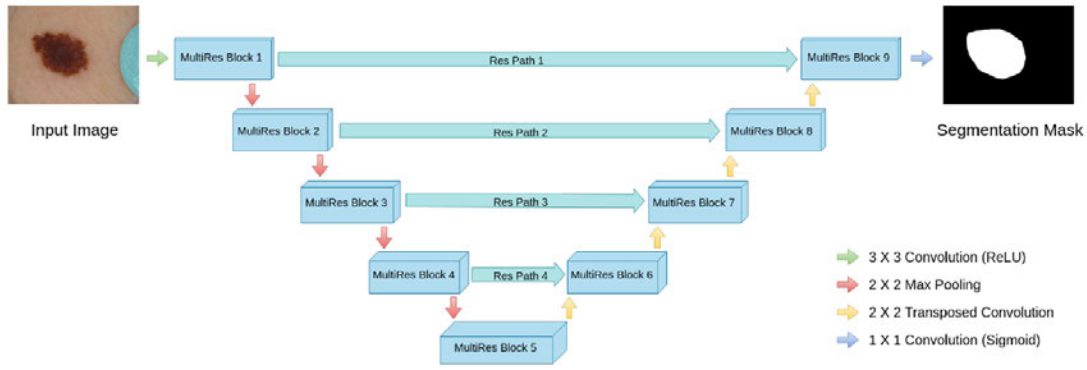 MultiRes Block 1
Res Path 1
MultiRes Block 9
Input Image
MultiRes Block 2
Res Path 2
MultiRes Block 8
Segmentation Mask
MultiRes Block 3
Res Path 3
MultiRes Block 7
MultiRes Block 4
Res Path 4
MultiRes Block 6
MultiRes Block 5
3 X 3 Convolution (ReLU)
2 X 2 Max Pooling
2 X 2 Transposed Convolution
1 X 1 Convolution (Sigmoid)